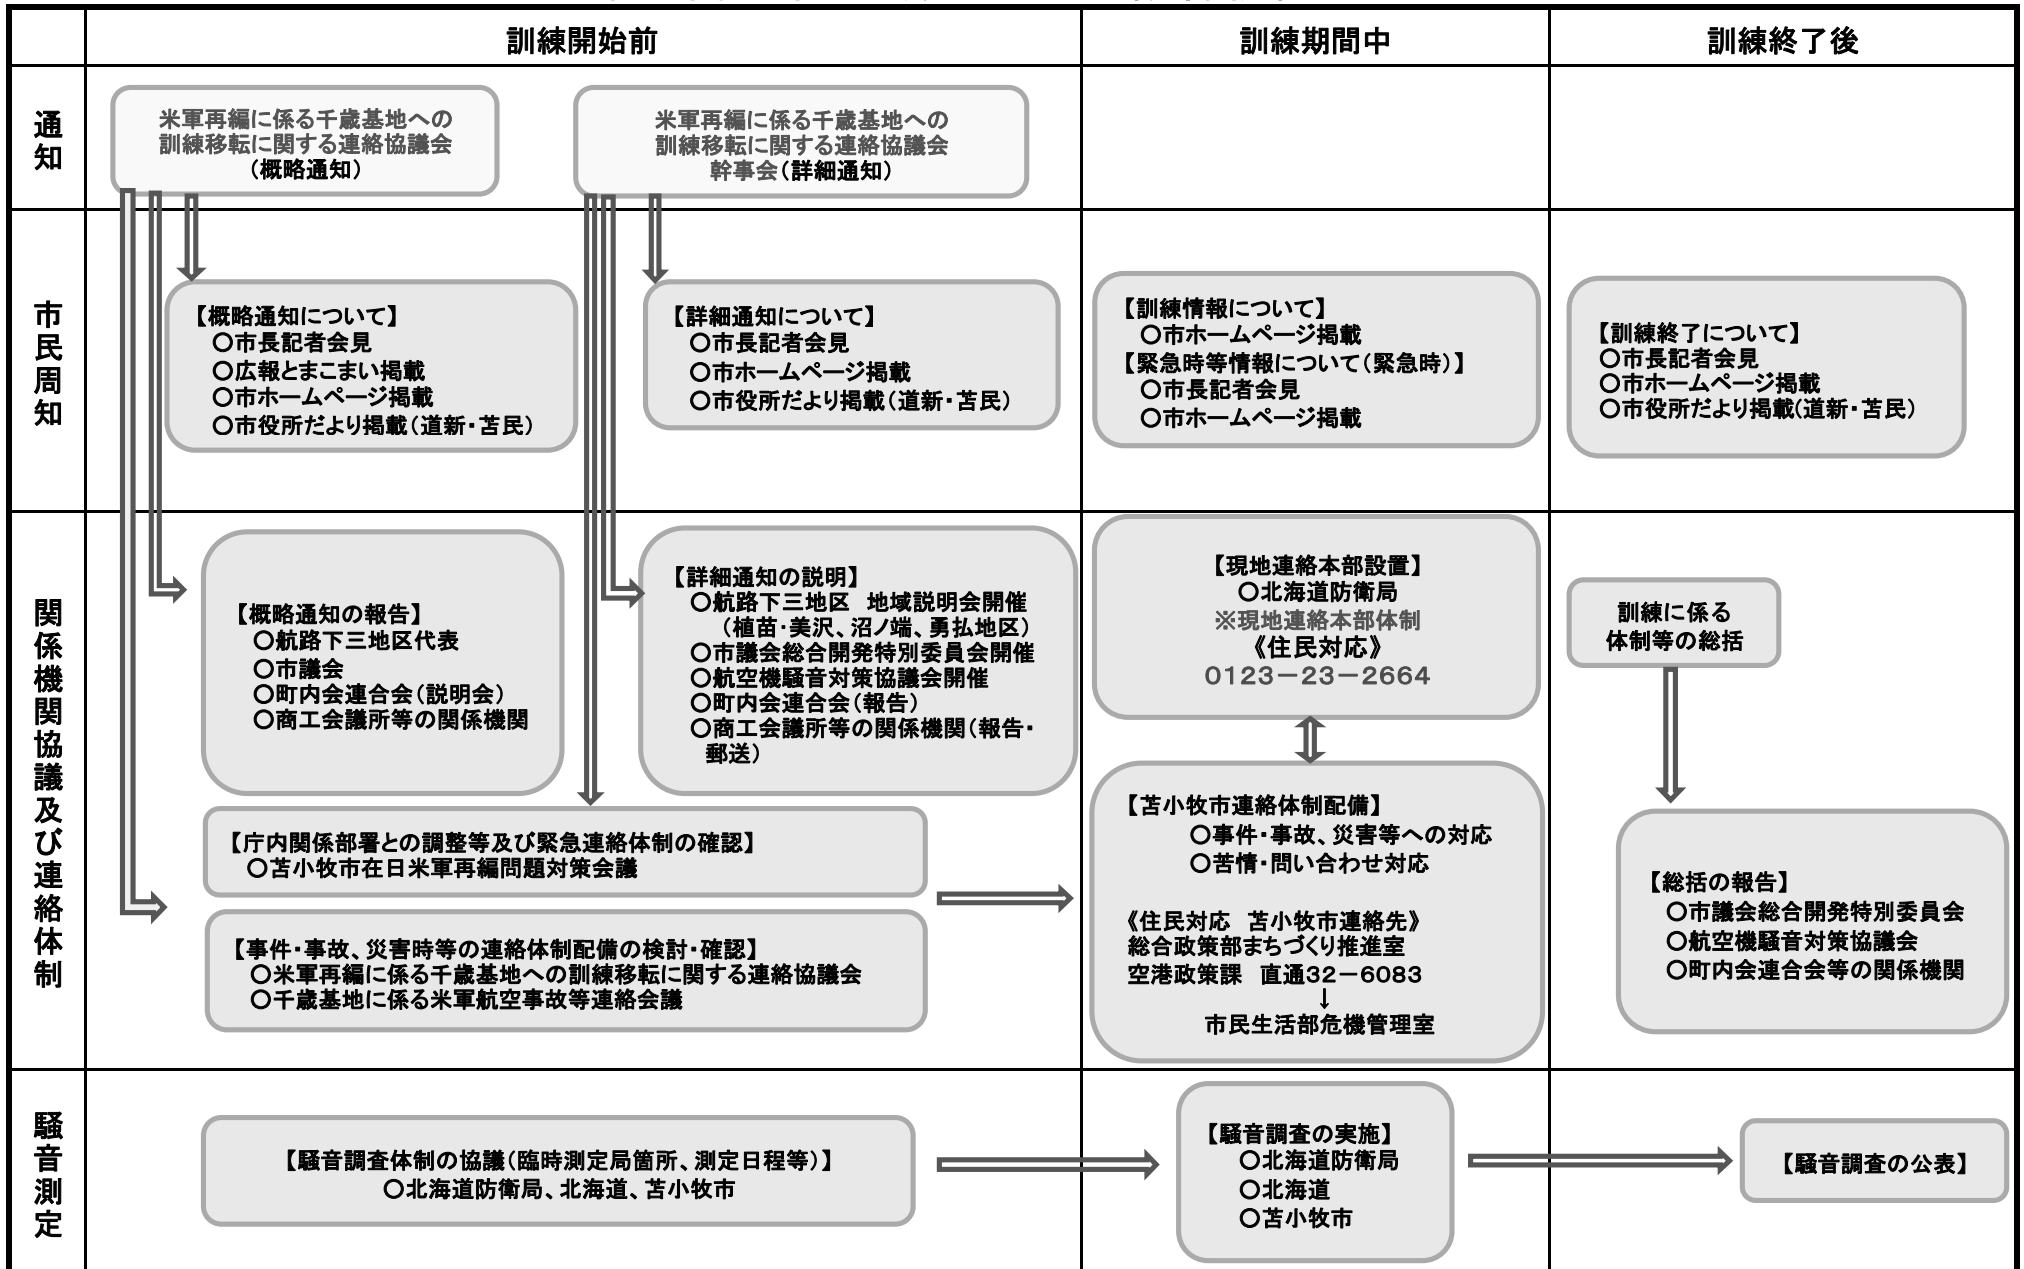 訓練開始前
訓練期間中
訓練終了後
通知
米軍再編に係る千歳基地への
訓練移転に関する連絡協議会
（概略通知）
米軍再編に係る千歳基地への
訓練移転に関する連絡協議会
幹事会（詳細通知）
市民周知
【概略通知について】
○市長記者会見
○広報とまこまい掲載
○市ホームページ掲載
○市役所だより掲載（道新・苫民）
【詳細通知について】
○市長記者会見
○市ホームページ掲載
○市役所だより掲載（道新・苫民）
【訓練情報について】
○市ホームページ掲載
【緊急時等情報について（緊急時）】
○市長記者会見
○市ホームページ掲載
【訓練終了について】
○市長記者会見
○市ホームページ掲載
○市役所だより掲載（道新・苫民）
関係機関協議及び連絡体制
【概略通知の報告】
○航路下三地区代表
○市議会
○町内会連合会（説明会）
○商工会議所等の関係機関
【詳細通知の説明】
○航路下三地区　地域説明会開催
（植苗・美沢、沼ノ端、勇払地区）
○市議会総合開発特別委員会開催
○航空機騒音対策協議会開催
○町内会連合会（報告）
○商工会議所等の関係機関（報告・
郵送）
【庁内関係部署との調整等及び緊急連絡体制の確認】
○苫小牧市在日米軍再編問題対策会議
【事件・事故、災害時等の連絡体制配備の検討・確認】
○米軍再編に係る千歳基地への訓練移転に関する連絡協議会
○千歳基地に係る米軍航空事故等連絡会議
【現地連絡本部設置】
○北海道防衛局
※現地連絡本部体制
《住民対応》
0123－23－2664
【苫小牧市連絡体制配備】
○事件・事故、災害等への対応
○苦情・問い合わせ対応
《住民対応　苫小牧市連絡先》
総合政策部まちづくり推進室
空港政策課　直通32－6083
↓
市民生活部危機管理室
訓練に係る
体制等の総括
【総括の報告】
○市議会総合開発特別委員会
○航空機騒音対策協議会
○町内会連合会等の関係機関
騒音測定
【騒音調査体制の協議（臨時測定局箇所、測定日程等）】
○北海道防衛局、北海道、苫小牧市
【騒音調査の実施】
○北海道防衛局
○北海道
○苫小牧市
【騒音調査の公表】